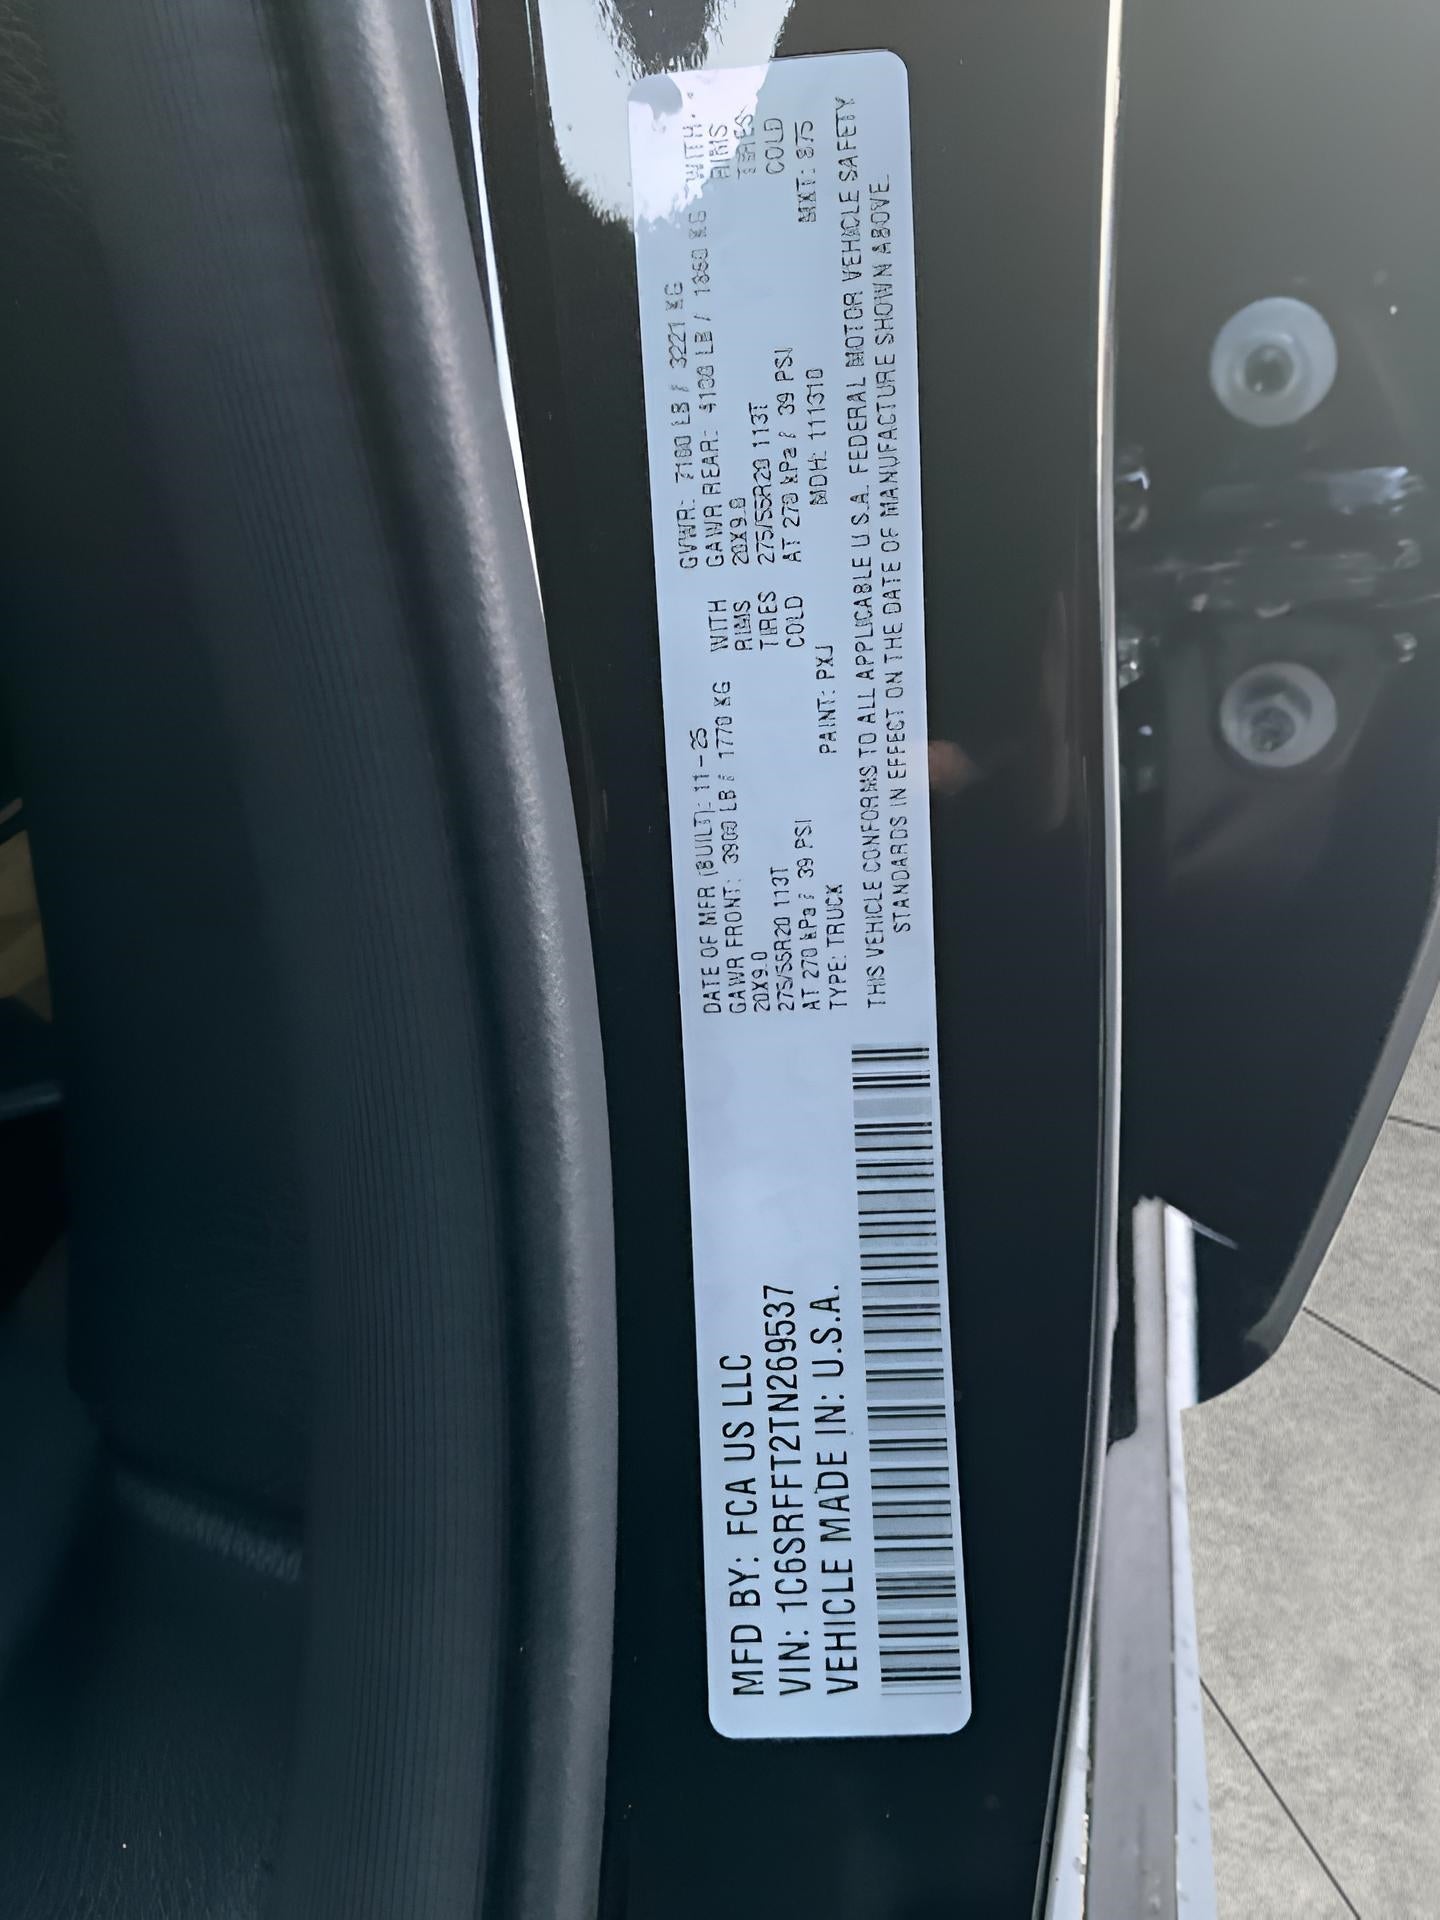 MFD BY: FCA US LLC
VIN: 1C6SRFFT2TN269537
VEHICLE MADE IN: U.S.A.
DATE OF MFR (BUILT): 11-25
GVWR: 7100 LB / 3221 KG
GAWR FRONT: 3900 LB / 1770 KG WITH
20X9.0 RIMS
275/55R20 113T TIRES
AT 270 kPa / 39 PSI COLD
GAWR REAR: 4100 LB / 1860 KG WITH
20X9.0 RIMS
275/55R20 113T TIRES
AT 270 kPa / 39 PSI COLD
TYPE: TRUCK PAINT: PXJ MDH: 111310 MXT: 875
THIS VEHICLE CONFORMS TO ALL APPLICABLE U.S.A. FEDERAL MOTOR VEHICLE SAFETY
STANDARDS IN EFFECT ON THE DATE OF MANUFACTURE SHOWN ABOVE.